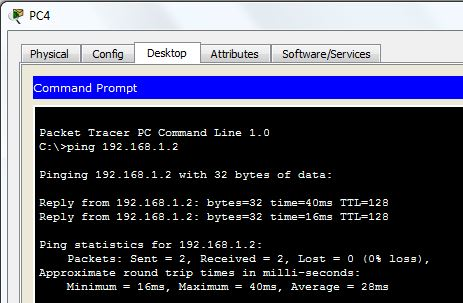 PC4
Physical Config Desktop Attributes Software/Services
Command Prompt
Packet Tracer PC Command Line 1.0
C:\>ping 192.168.1.2
Pinging 192.168.1.2 with 32 bytes of data:
Reply from 192.168.1.2: bytes=32 time=40ms TTL=128
Reply from 192.168.1.2: bytes=32 time=16ms TTL=128
Ping statistics for 192.168.1.2:
    Packets: Sent = 2, Received = 2, Lost = 0 (0% loss),
Approximate round trip times in milli-seconds:
    Minimum = 16ms, Maximum = 40ms, Average = 28ms